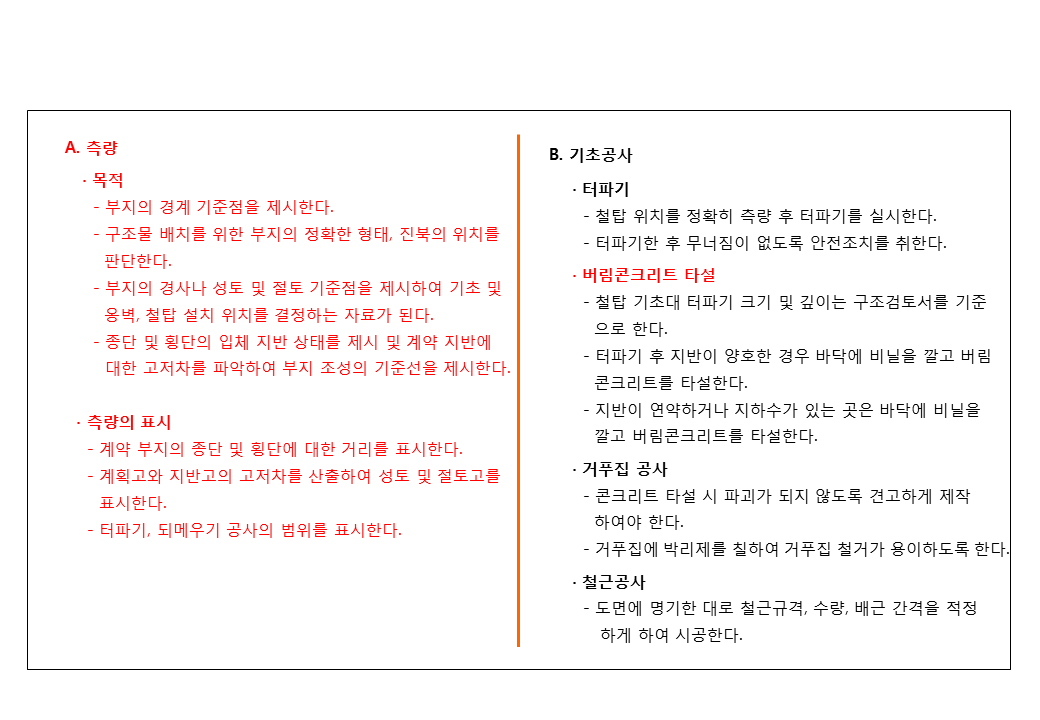 A. 측량
· 목적
- 부지의 경계 기준점을 제시한다.
- 구조물 배치를 위한 부지의 정확한 형태, 진북의 위치를
판단한다.
- 부지의 경사나 성토 및 절토 기준점을 제시하여 기초 및
옹벽, 철탑 설치 위치를 결정하는 자료가 된다.
- 종단 및 횡단의 입체 지반 상태를 제시 및 계약 지반에
대한 고저차를 파악하여 부지 조성의 기준선을 제시한다.
· 측량의 표시
- 계약 부지의 종단 및 횡단에 대한 거리를 표시한다.
- 계획고와 지반고의 고저차를 산출하여 성토 및 절토고를
표시한다.
- 터파기, 되메우기 공사의 범위를 표시한다.
B. 기초공사
· 터파기
- 철탑 위치를 정확히 측량 후 터파기를 실시한다.
- 터파기한 후 무너짐이 없도록 안전조치를 취한다.
· 버림콘크리트 타설
- 철탑 기초대 터파기 크기 및 깊이는 구조검토서를 기준
으로 한다.
- 터파기 후 지반이 양호한 경우 바닥에 비닐을 깔고 버림
콘크리트를 타설한다.
- 지반이 연약하거나 지하수가 있는 곳은 바닥에 비닐을
깔고 버림콘크리트를 타설한다.
· 거푸집 공사
- 콘크리트 타설 시 파괴가 되지 않도록 견고하게 제작
하여야 한다.
- 거푸집에 박리제를 칠하여 거푸집 철거가 용이하도록 한다.
· 철근공사
- 도면에 명기한 대로 철근규격, 수량, 배근 간격을 적정
하게 하여 시공한다.